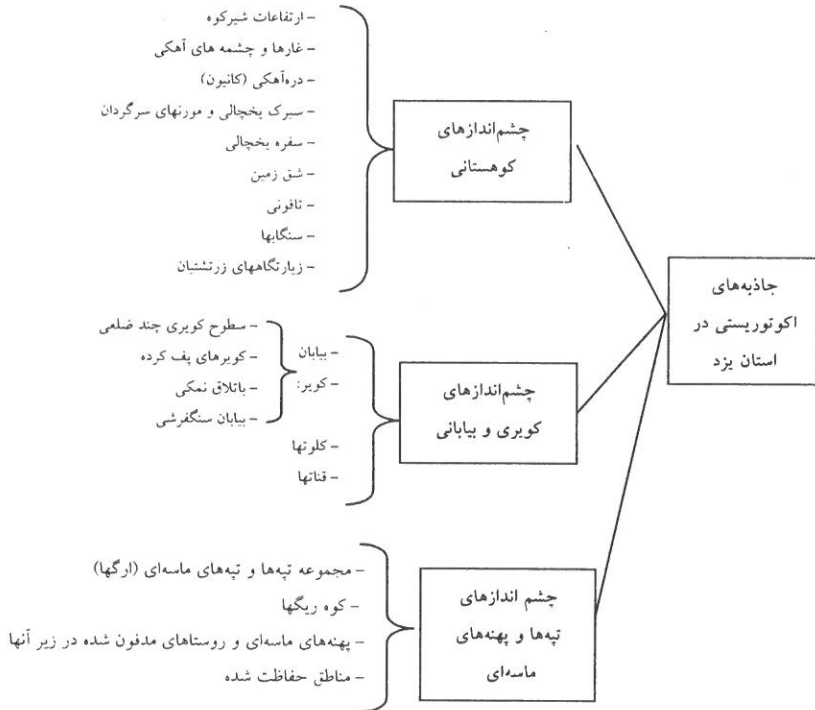 جاذبه‌های
اکوتوریستی در
استان یزد
چشم‌اندازهای
کوهستانی
– ارتفاعات شیرکوه
– غارها و چشمه های آهکی
– دره‌آهکی (کانیون)
– سیرک یخچالی و مورنهای سرگردان
– سفره یخچالی
– شق زمین
– تافونی
– سنگابها
– زیارتگاههای زرتشتیان
چشم‌اندازهای
کویری و بیابانی
– بیابان
– کویر:
– سطوح کویری چند ضلعی
– کویرهای پف کرده
– باتلاق نمکی
– بیابان سنگفرشی
– کلوتها
– قناتها
چشم اندازهای
تپه‌ها و پهنه‌های
ماسه‌ای
– مجموعه تپه‌ها و تپه‌های ماسه‌ای (ارگها)
– کوه ریگها
– پهنه‌های ماسه‌ای و روستاهای مدفون شده در زیر آنها
– مناطق حفاظت شده